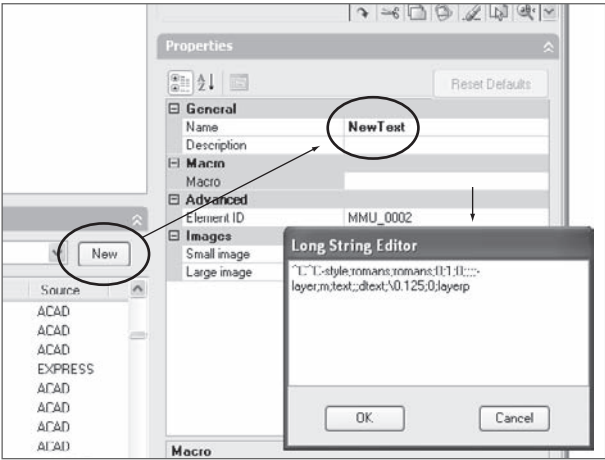 Properties
Reset Defaults
General
Name NewText
Description
Macro
Macro
Advanced
Element ID MMU_0002
Images
Small image
Large image
New
Source
ACAD
ACAD
ACAD
EXPRESS
ACAD
ACAD
ACAD
ACAD
Long String Editor
^C^C-style;romans;romans;0;1;0;;;;-
layer;m;text;;dtext;\0.125;0;layerp
OK
Cancel
Macro